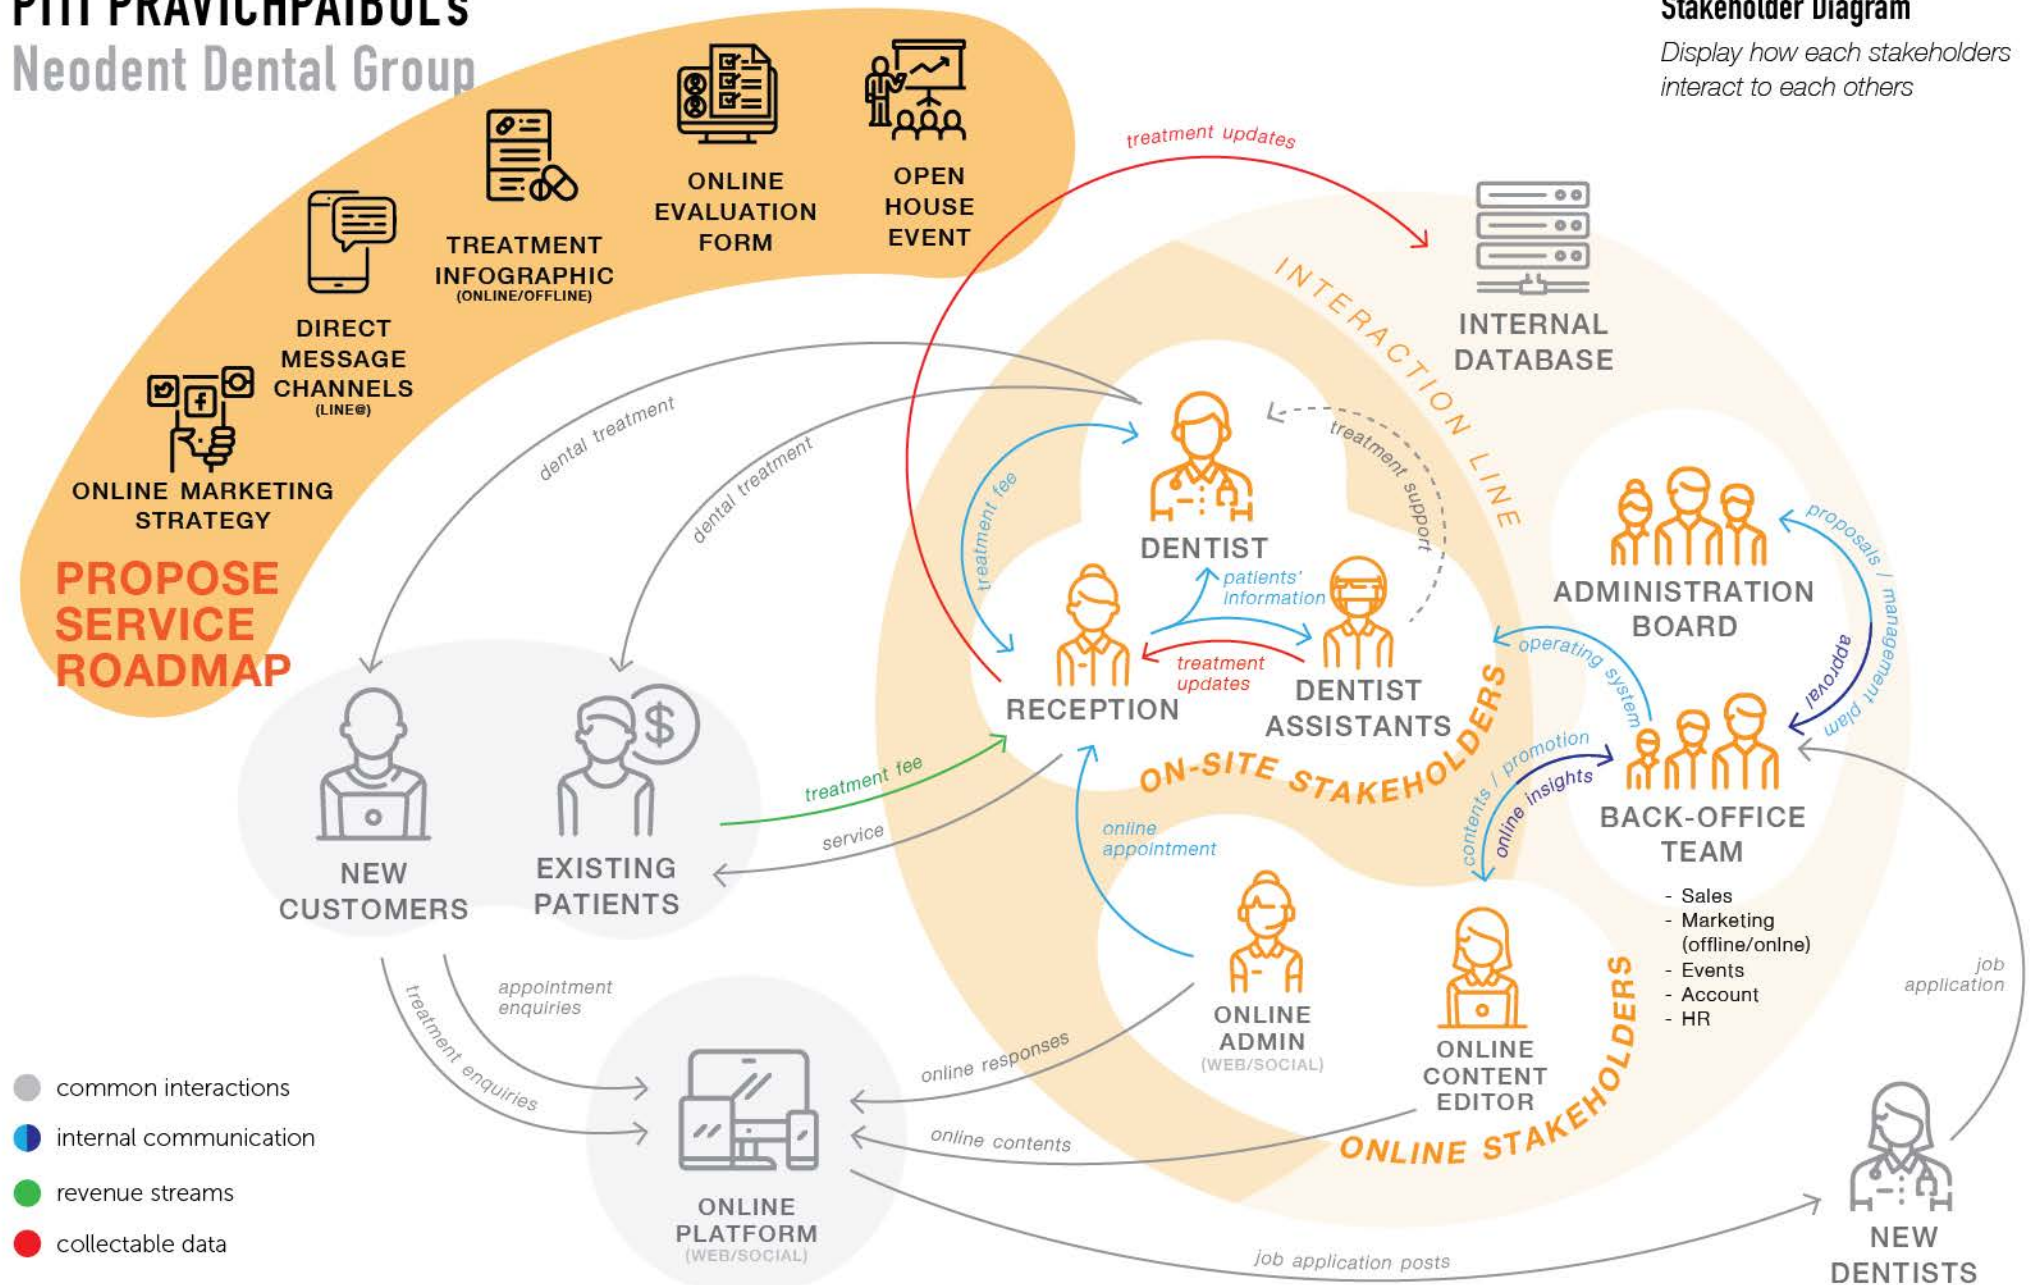 PITI PRAVICHPAIBUL's
Neodent Dental Group
Stakeholder Diagram
Display how each stakeholders
interact to each others
ONLINE
EVALUATION
FORM
OPEN
HOUSE
EVENT
TREATMENT
INFOGRAPHIC
(ONLINE/OFFLINE)
DIRECT
MESSAGE
CHANNELS
(LINE@)
ONLINE MARKETING
STRATEGY
PROPOSE
SERVICE
ROADMAP
treatment updates
INTERNAL
DATABASE
INTERACTION LINE
dental treatment
dental treatment
treatment fee
treatment support
DENTIST
patients'
information
treatment
updates
RECEPTION
DENTIST
ASSISTANTS
ON-SITE STAKEHOLDERS
ADMINISTRATION
BOARD
proposals / management plam
approval
operating system
contents / promotion
online insights
BACK-OFFICE
TEAM
- Sales
- Marketing
(offline/onlne)
- Events
- Account
- HR
treatment fee
service
NEW
CUSTOMERS
EXISTING
PATIENTS
online
appointment
ONLINE
ADMIN
(WEB/SOCIAL)
ONLINE
CONTENT
EDITOR
ONLINE STAKEHOLDERS
job
application
appointment
enquiries
treatment enquiries
online responses
online contents
ONLINE
PLATFORM
(WEB/SOCIAL)
job application posts
NEW
DENTISTS
common interactions
internal communication
revenue streams
collectable data